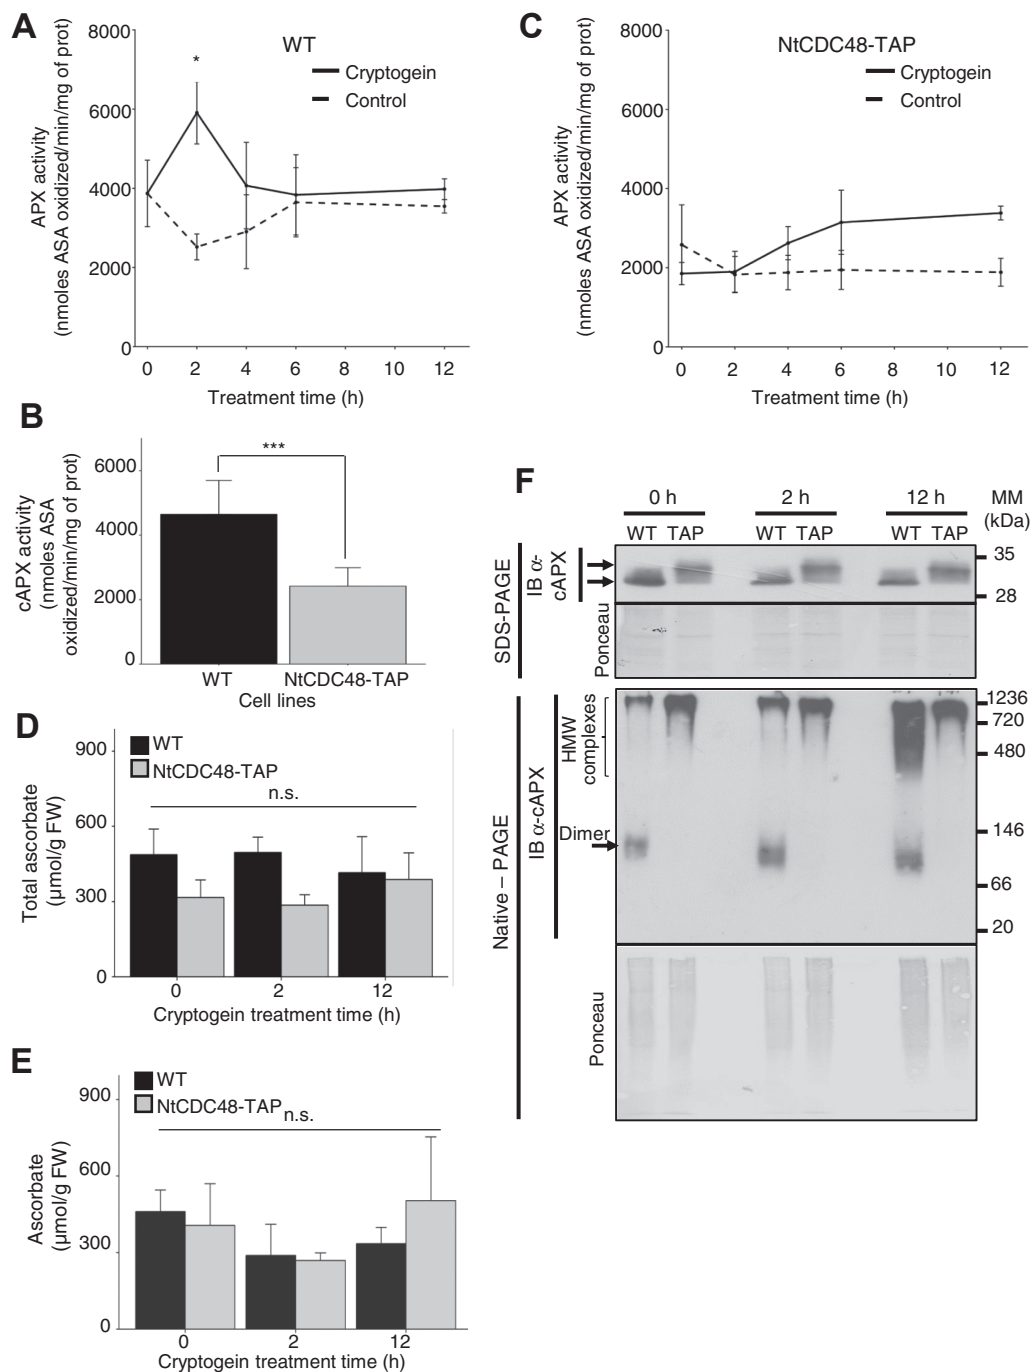 A
WT
*
Cryptogein
Control
APX activity
(nmoles ASA oxidized/min/mg of prot)
8000
6000
4000
2000
0
0 2 4 6 8 10 12
Treatment time (h)
C
NtCDC48-TAP
Cryptogein
Control
APX activity
(nmoles ASA oxidized/min/mg of prot)
8000
6000
4000
2000
0
0 2 4 6 8 10 12
Treatment time (h)
B
***
cAPX activity
(nmoles ASA
oxidized/min/mg of prot)
6000
4000
2000
0
WT NtCDC48-TAP
Cell lines
D
WT
NtCDC48-TAP
n.s.
Total ascorbate
(µmol/g FW)
900
600
300
0
0 2 12
Cryptogein treatment time (h)
E
WT
NtCDC48-TAP
n.s.
Ascorbate
(µmol/g FW)
900
600
300
0
0 2 12
Cryptogein treatment time (h)
F
0 h 2 h 12 h MM
(kDa)
WT TAP WT TAP WT TAP
SDS-PAGE
IB α-
cAPX
35
28
Ponceau
Native – PAGE
IB α-cAPX
HMW
complexes
Dimer
1236
720
480
146
66
20
Ponceau